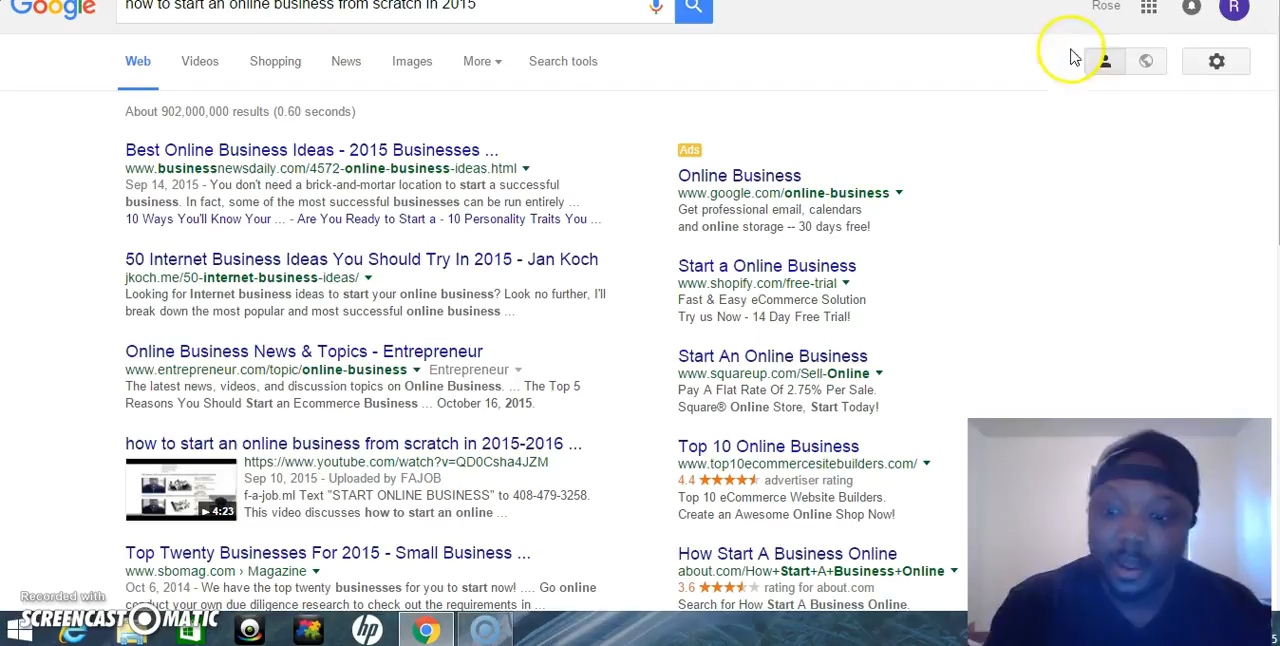 Google
how to start an online business from scratch in 2015
Rose
R
Web
Videos
Shopping
News
Images
More
Search tools
About 902,000,000 results (0.60 seconds)
Best Online Business Ideas - 2015 Businesses ...
www.businessnewsdaily.com/4572-online-business-ideas.html
Sep 14, 2015 - You don't need a brick-and-mortar location to start a successful
business. In fact, some of the most successful businesses can be run entirely ...
10 Ways You'll Know Your ... - Are You Ready to Start a - 10 Personality Traits You ...
50 Internet Business Ideas You Should Try In 2015 - Jan Koch
jkoch.me/50-internet-business-ideas/
Looking for Internet business ideas to start your online business? Look no further, I'll
break down the most popular and most successful online business ...
Online Business News & Topics - Entrepreneur
www.entrepreneur.com/topic/online-business Entrepreneur
The latest news, videos, and discussion topics on Online Business. ... The Top 5
Reasons You Should Start an Ecommerce Business ... October 16, 2015.
how to start an online business from scratch in 2015-2016 ...
https://www.youtube.com/watch?v=QD0Csha4JZM
Sep 10, 2015 - Uploaded by FAJOB
f-a-job.ml Text "START ONLINE BUSINESS" to 408-479-3258.
This video discusses how to start an online ...
4:23
Top Twenty Businesses For 2015 - Small Business ...
www.sbomag.com › Magazine
Oct 6, 2014 - We have the top twenty businesses for you to start now! .... Go online
conduct your own due diligence research to check out the requirements in ...
Ads
Online Business
www.google.com/online-business
Get professional email, calendars
and online storage -- 30 days free!
Start a Online Business
www.shopify.com/free-trial
Fast & Easy eCommerce Solution
Try us Now - 14 Day Free Trial!
Start An Online Business
www.squareup.com/Sell-Online
Pay A Flat Rate Of 2.75% Per Sale.
Square® Online Store, Start Today!
Top 10 Online Business
www.top10ecommercesitebuilders.com/
4.4 advertiser rating
Top 10 eCommerce Website Builders.
Create an Awesome Online Shop Now!
How Start A Business Online
about.com/How+Start+A+Business+Online
3.6 rating for about.com
Search for How Start A Business Online.
Recorded with
SCREENCAST MATIC
hp